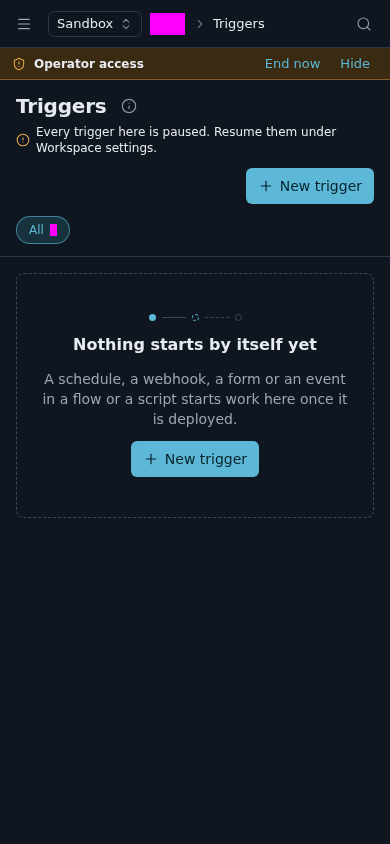 Sandbox
Triggers
Operator access
End now
Hide
Triggers
Every trigger here is paused. Resume them under
Workspace settings.
New trigger
All
Nothing starts by itself yet
A schedule, a webhook, a form or an event
in a flow or a script starts work here once it
is deployed.
New trigger